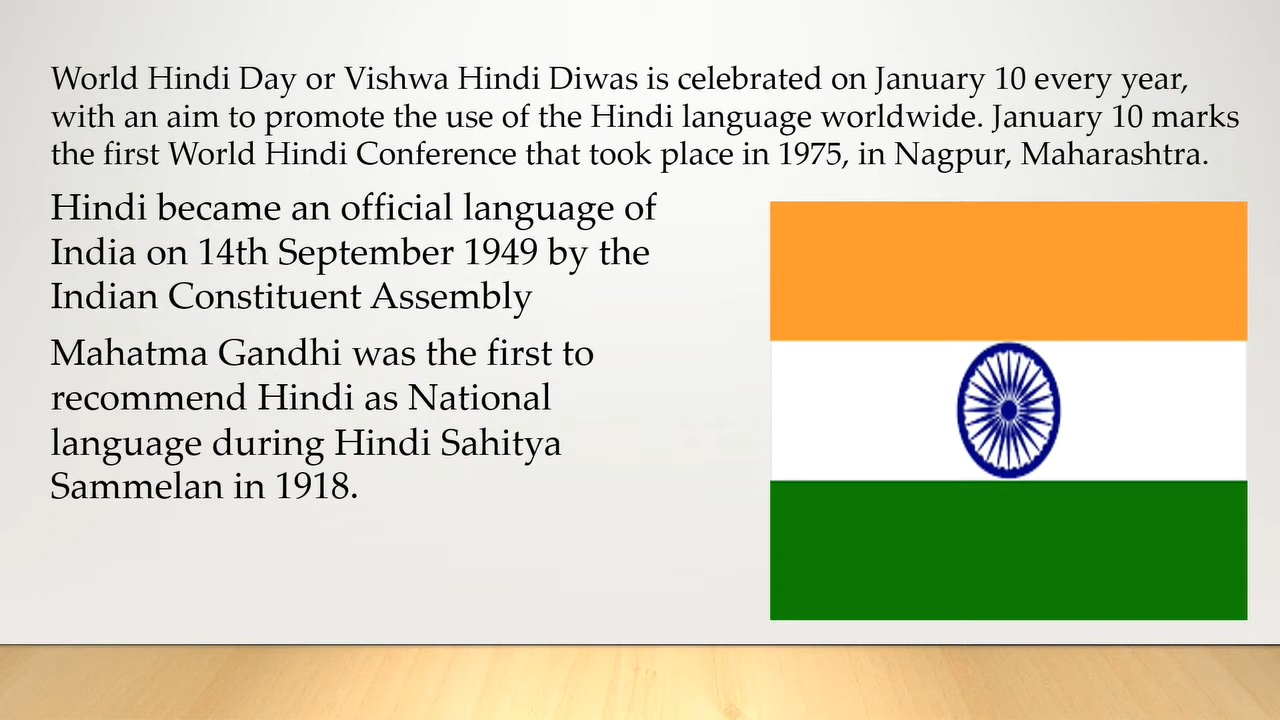 World Hindi Day or Vishwa Hindi Diwas is celebrated on January 10 every year,
with an aim to promote the use of the Hindi language worldwide. January 10 marks
the first World Hindi Conference that took place in 1975, in Nagpur, Maharashtra.
Hindi became an official language of
India on 14th September 1949 by the
Indian Constituent Assembly
Mahatma Gandhi was the first to
recommend Hindi as National
language during Hindi Sahitya
Sammelan in 1918.